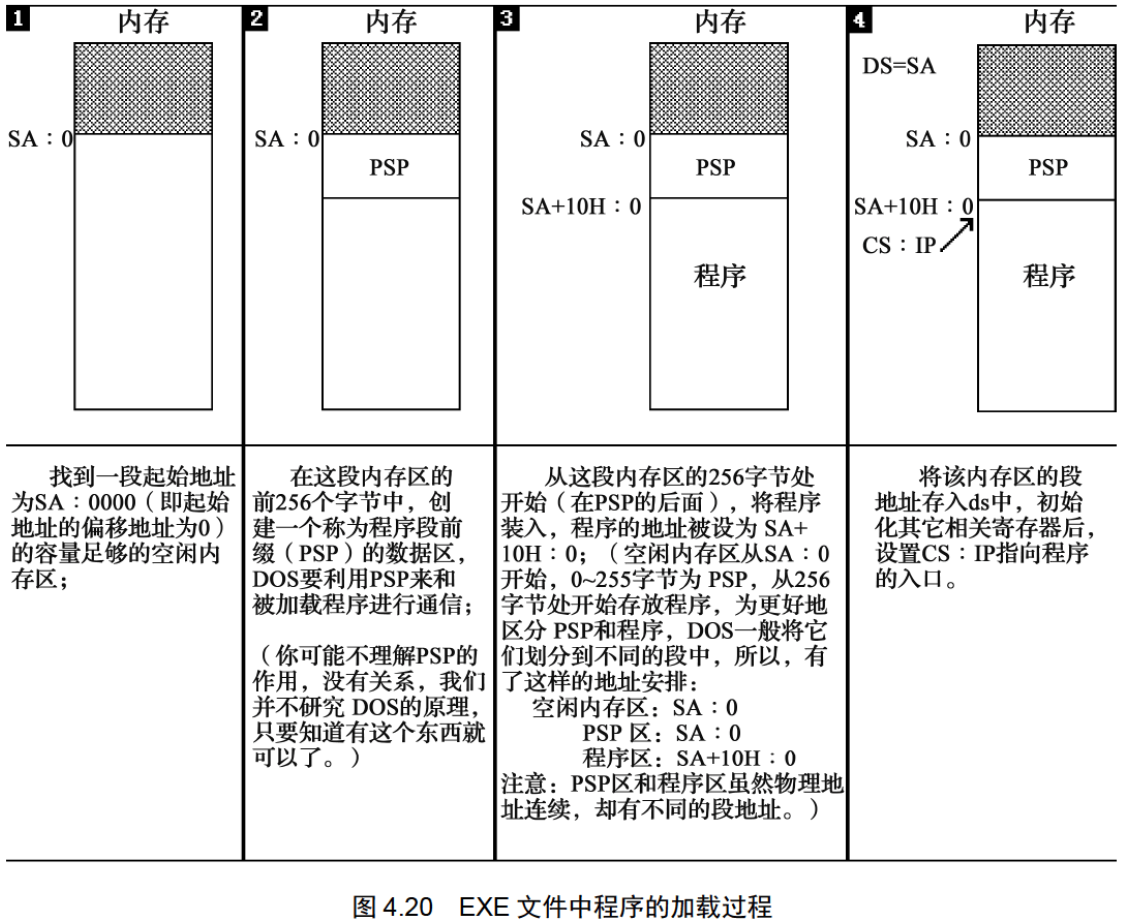 1
内存
SA：0
找到一段起始地址
为SA：0000（即起始
地址的偏移地址为0）
的容量足够的空闲内
存区；
2
内存
SA：0
PSP
在这段内存区的
前256个字节中，创
建一个称为程序段前
缀（PSP）的数据区，
DOS要利用PSP来和
被加载程序进行通信；
（你可能不理解PSP的
作用，没有关系，我们
并不研究 DOS的原理，
只要知道有这个东西就
可以了。）
3
内存
SA：0
PSP
SA+10H：0
程序
从这段内存区的256字节处
开始（在PSP的后面），将程序
装入，程序的地址被设为 SA+
10H：0；（空闲内存区从SA：0
开始，0~255字节为 PSP，从256
字节处开始存放程序，为更好地
区分 PSP和程序，DOS一般将它
们划分到不同的段中，所以，有
了这样的地址安排：
空闲内存区：SA：0
PSP 区：SA：0
程序区：SA+10H：0
注意：PSP区和程序区虽然物理地
址连续，却有不同的段地址。）
4
内存
DS=SA
SA：0
PSP
SA+10H：0
CS：IP
程序
将该内存区的段
地址存入ds中，初始
化其它相关寄存器后，
设置CS：IP指向程序
的入口。
图 4.20 EXE 文件中程序的加载过程